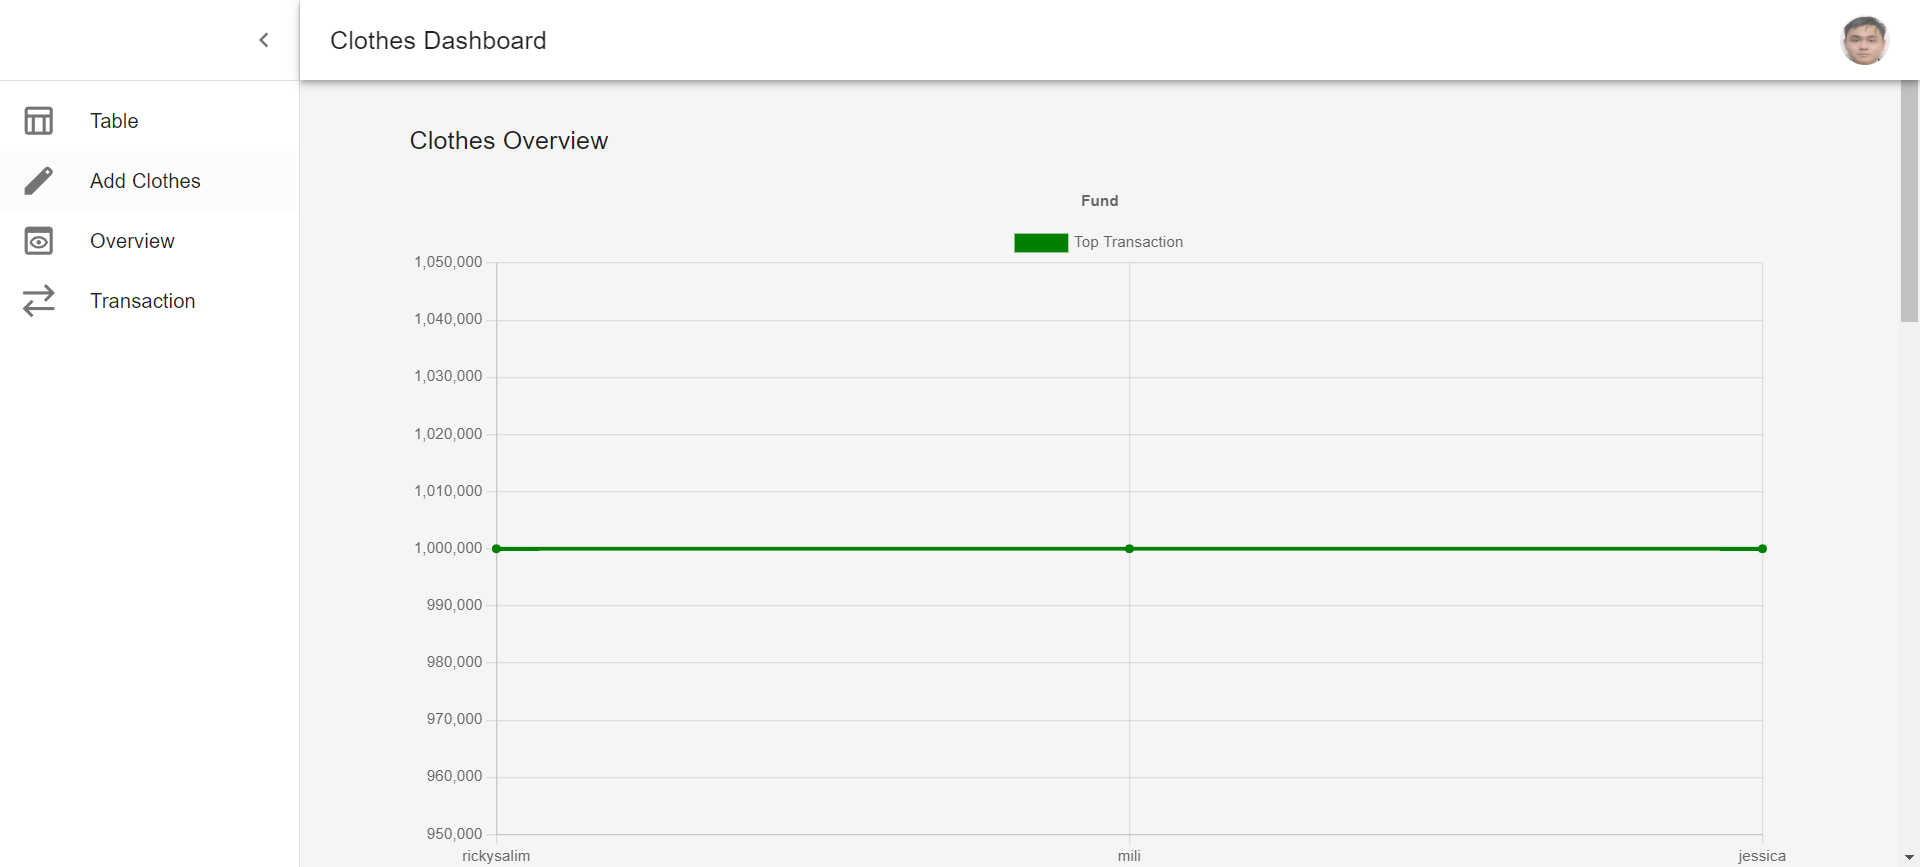 Clothes Dashboard
Table
Add Clothes
Overview
Transaction
Clothes Overview
Fund
Top Transaction
1,050,000
1,040,000
1,030,000
1,020,000
1,010,000
1,000,000
990,000
980,000
970,000
960,000
950,000
rickysalim mili jessica